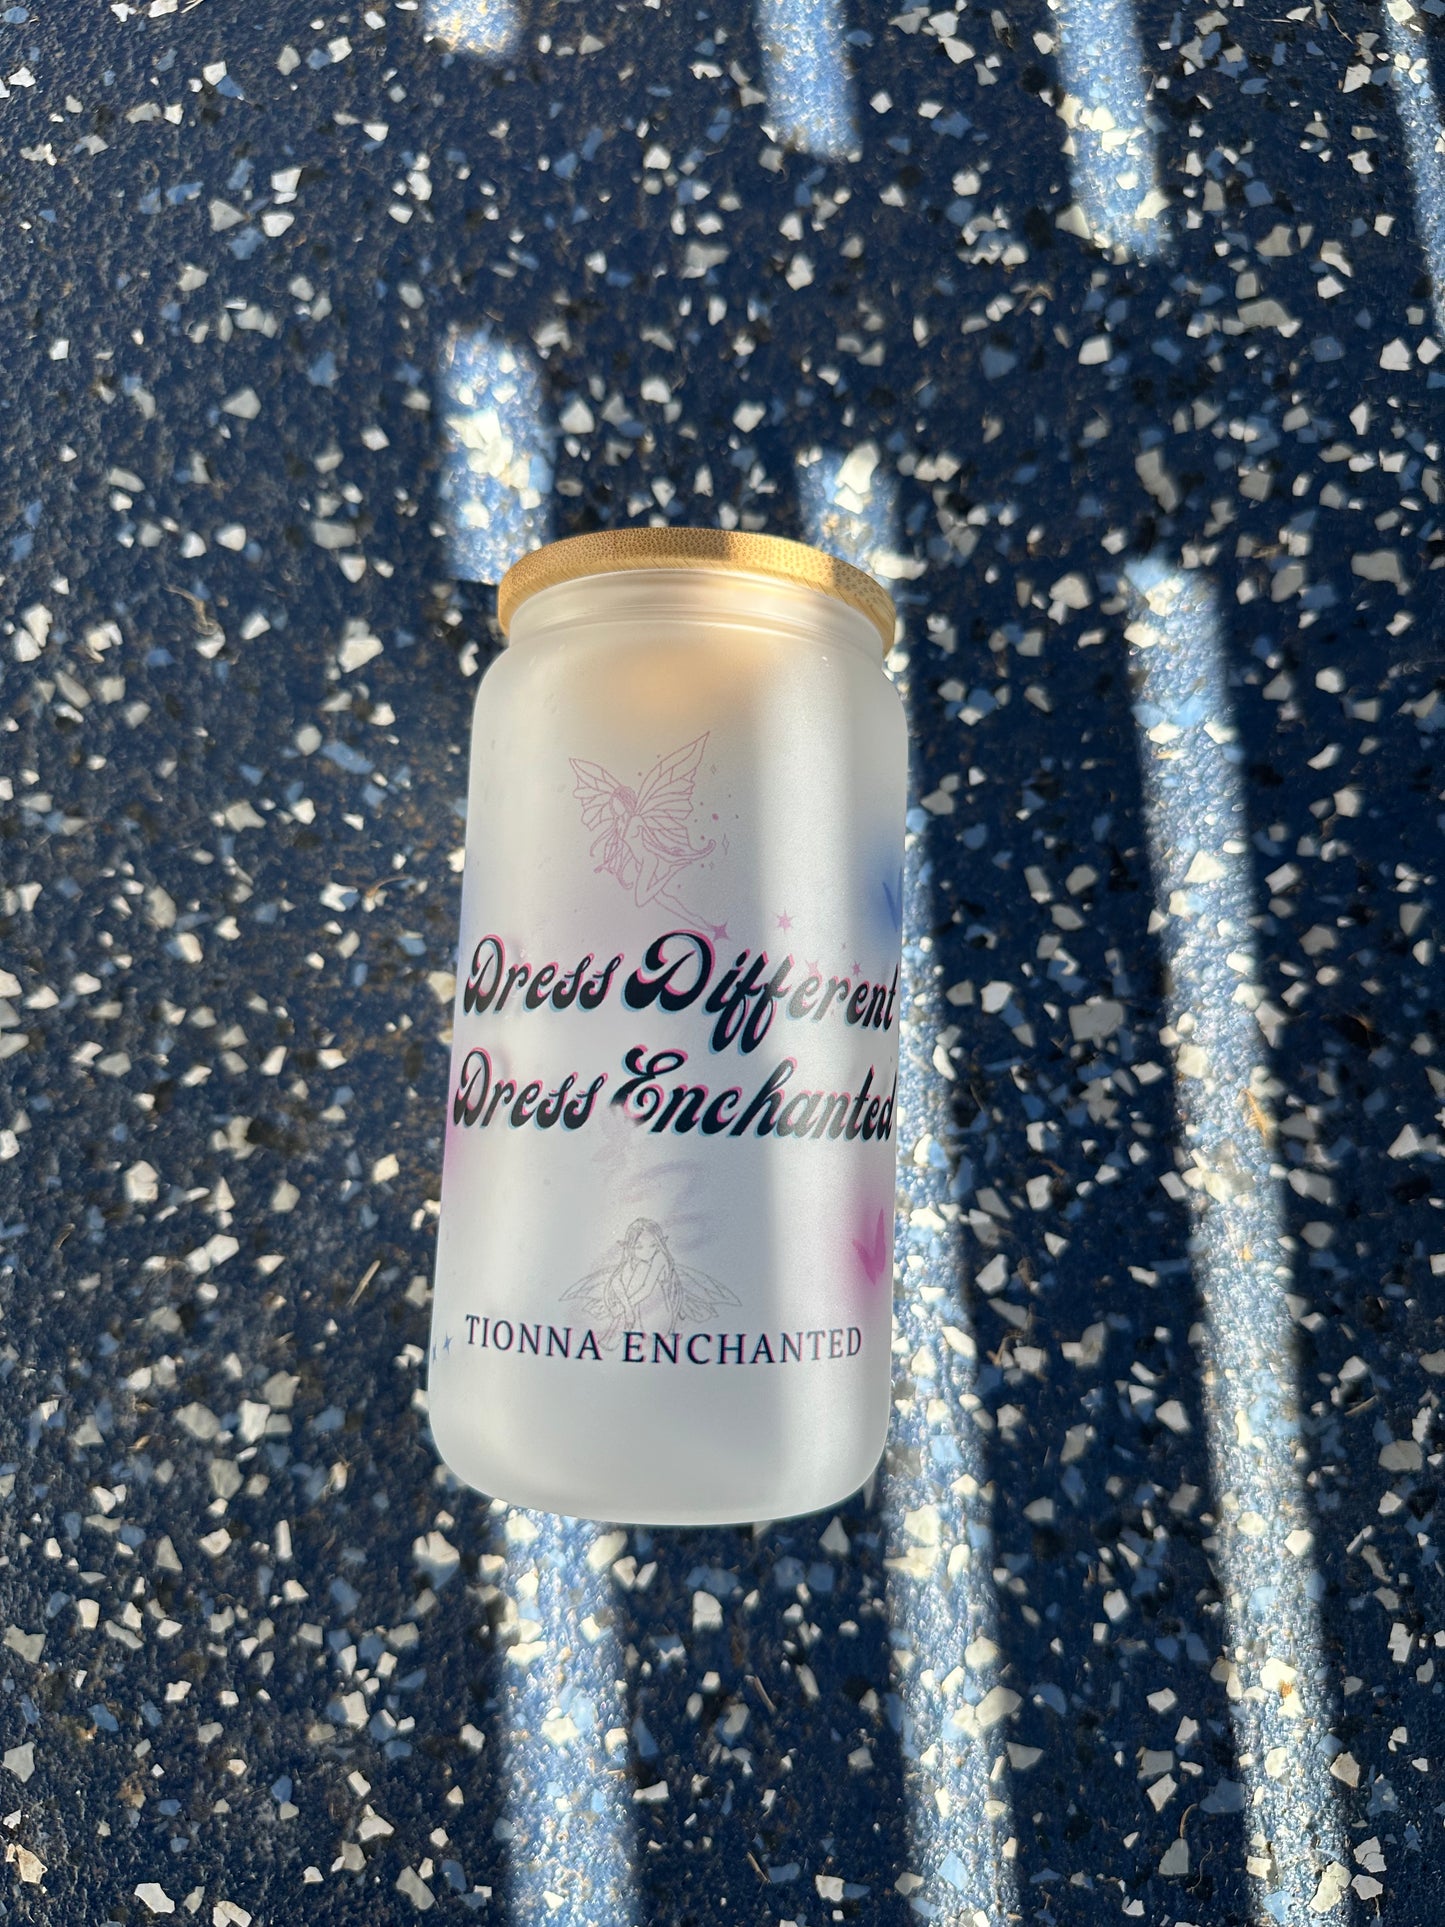 Dress Different
Dress Enchanted
TIONNA ENCHANTED